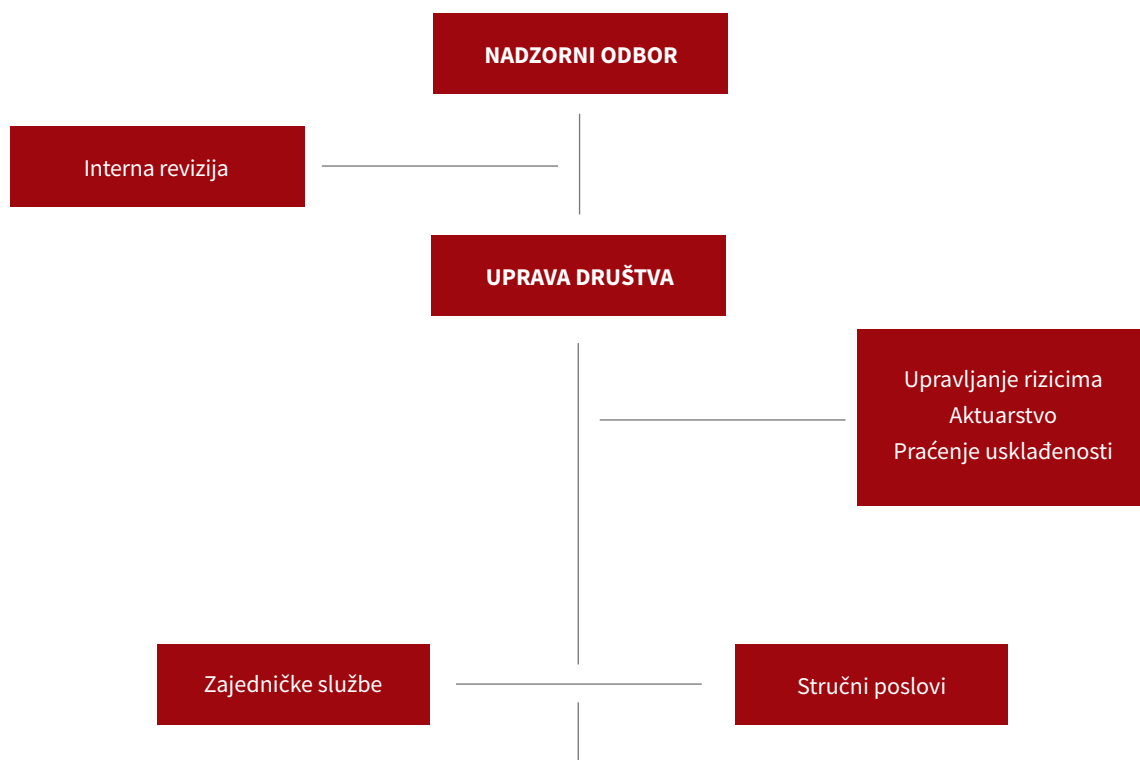 NADZORNI ODBOR
Interna revizija
UPRAVA DRUŠTVA
Upravljanje rizicima
Aktuarstvo
Praćenje usklađenosti
Zajedničke službe
Stručni poslovi